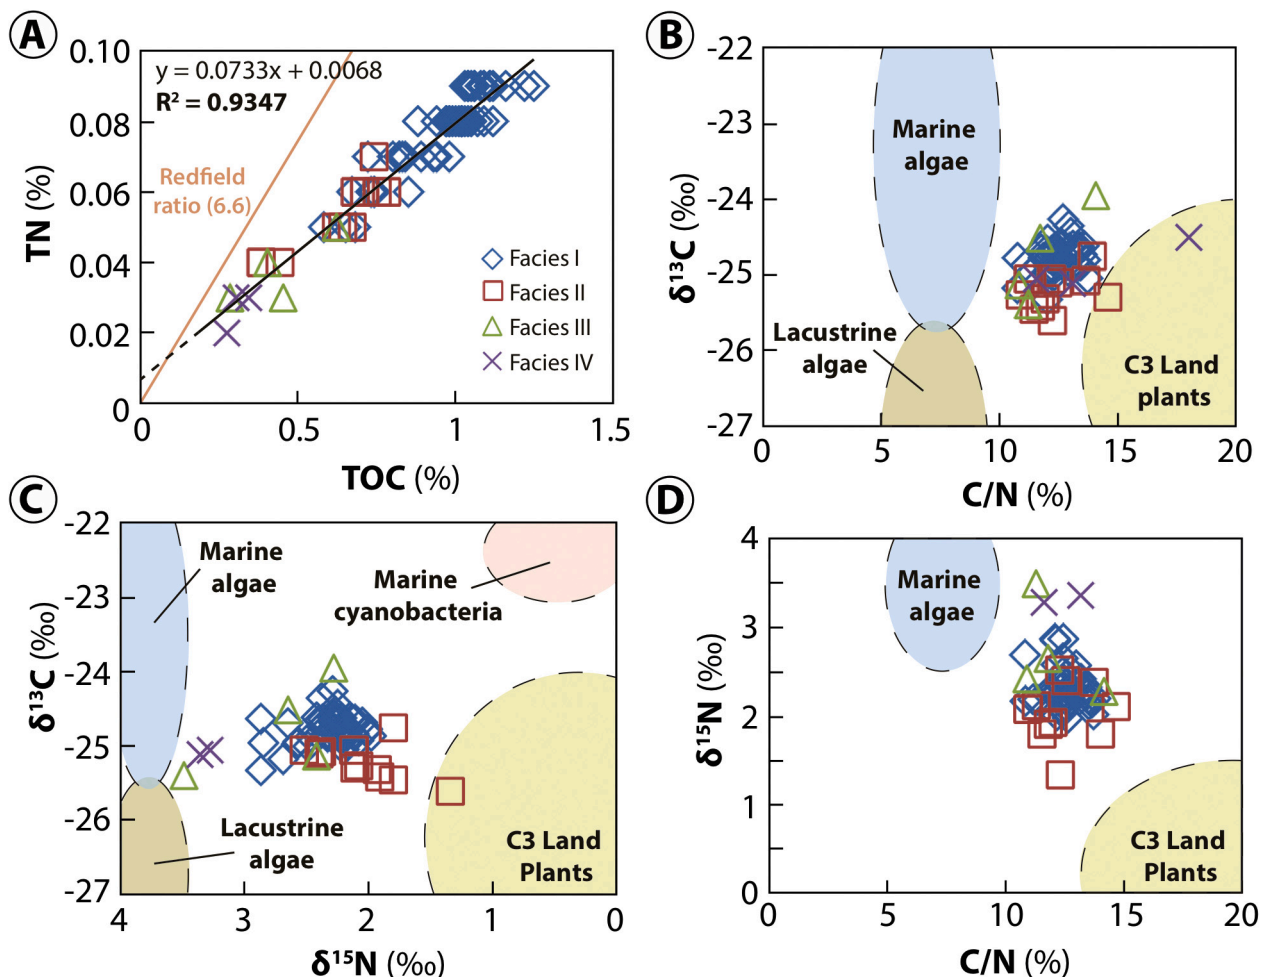 A
TN (%)
0.10
0.08
0.06
0.04
0.02
0
y = 0.0733x + 0.0068
R² = 0.9347
Redfield
ratio (6.6)
Facies I
Facies II
Facies III
Facies IV
0
0.5
1
1.5
TOC (%)
B
δ¹³C (‰)
-22
-23
-24
-25
-26
-27
Marine
algae
Lacustrine
algae
C3 Land
plants
0
5
10
15
20
C/N (%)
C
δ¹³C (‰)
-22
-23
-24
-25
-26
-27
Marine
algae
Marine
cyanobacteria
Lacustrine
algae
C3 Land
Plants
4
3
2
1
0
δ¹⁵N (‰)
D
δ¹⁵N (‰)
4
3
2
1
0
Marine
algae
C3 Land
Plants
0
5
10
15
20
C/N (%)